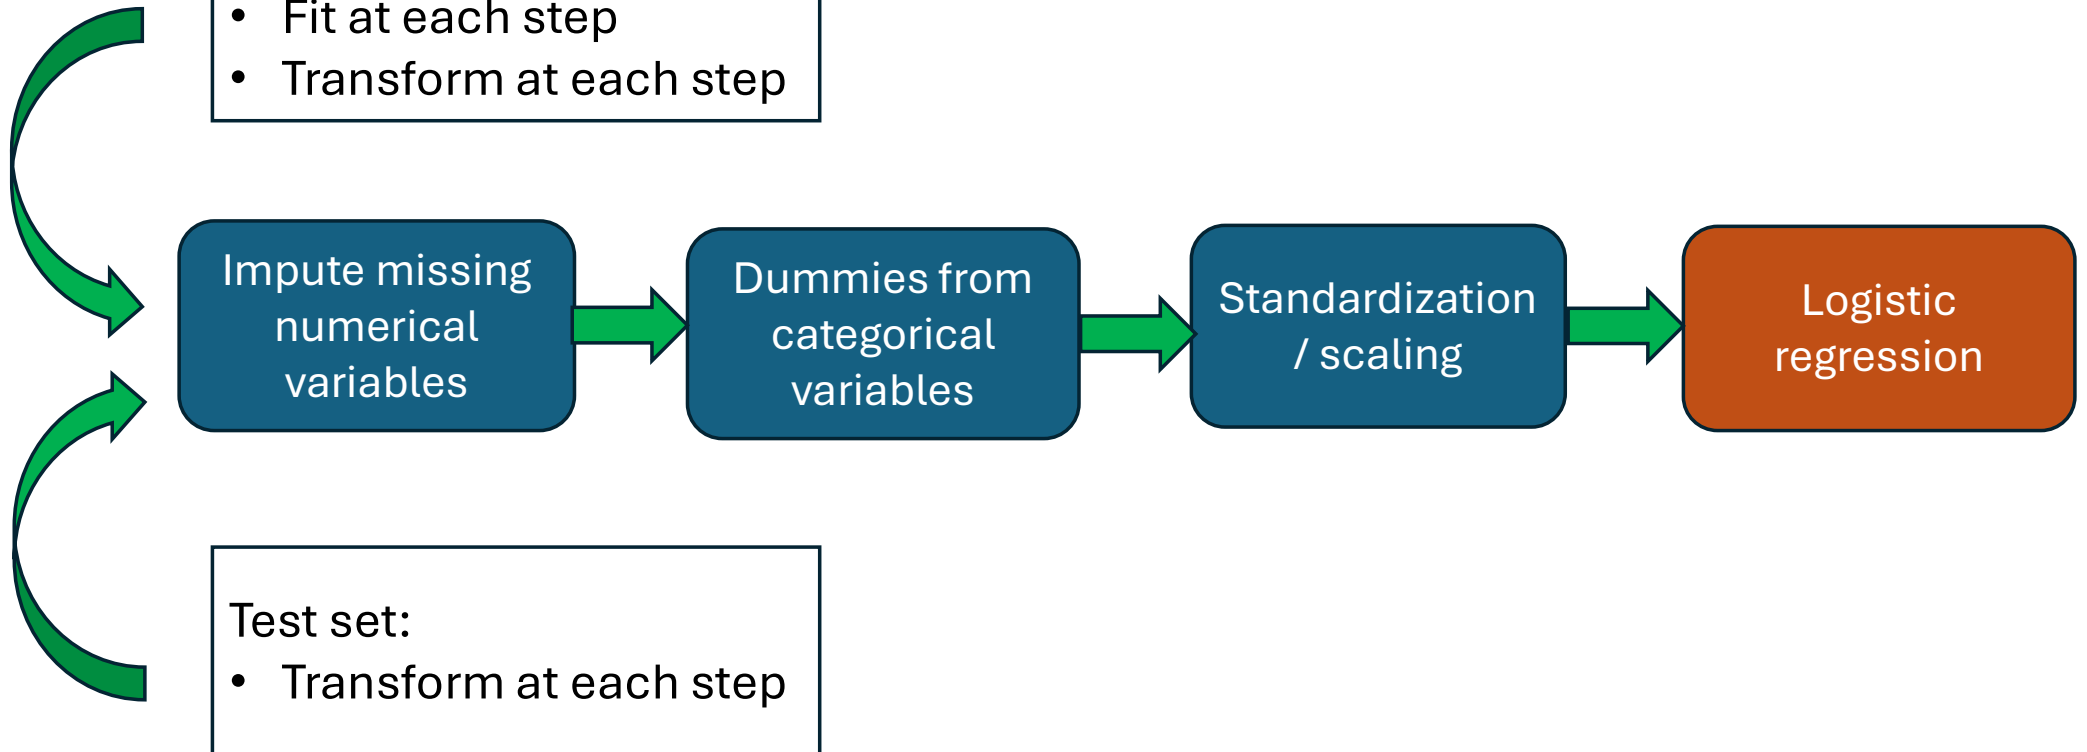 • Fit at each step
• Transform at each step
Impute missing
numerical
variables
Dummies from
categorical
variables
Standardization
/ scaling
Logistic
regression
Test set:
• Transform at each step